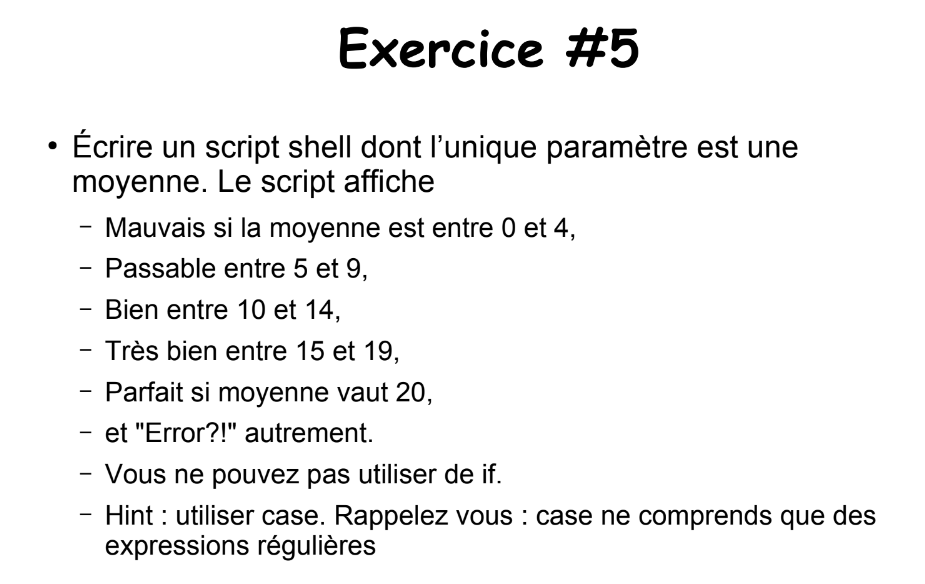 Exercice #5
• Écrire un script shell dont l’unique paramètre est une
moyenne. Le script affiche
– Mauvais si la moyenne est entre 0 et 4,
– Passable entre 5 et 9,
– Bien entre 10 et 14,
– Très bien entre 15 et 19,
– Parfait si moyenne vaut 20,
– et "Error?!" autrement.
– Vous ne pouvez pas utiliser de if.
– Hint : utiliser case. Rappelez vous : case ne comprends que des
expressions régulières